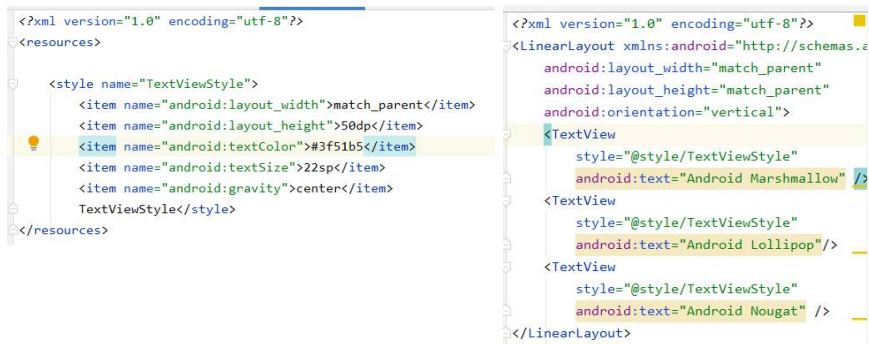 <?xml version="1.0" encoding="utf-8"?>
<resources>
<style name="TextViewStyle">
<item name="android:layout_width">match_parent</item>
<item name="android:layout_height">50dp</item>
<item name="android:textColor">#3f51b5</item>
<item name="android:textSize">22sp</item>
<item name="android:gravity">center</item>
TextViewStyle</style>
</resources>
<?xml version="1.0" encoding="utf-8"?>
<LinearLayout xmlns:android="http://schemas.a
android:layout_width="match_parent"
android:layout_height="match_parent"
android:orientation="vertical">
<TextView
style="@style/TextViewStyle"
android:text="Android Marshmallow" />
<TextView
style="@style/TextViewStyle"
android:text="Android Lollipop"/>
<TextView
style="@style/TextViewStyle"
android:text="Android Nougat" />
</LinearLayout>